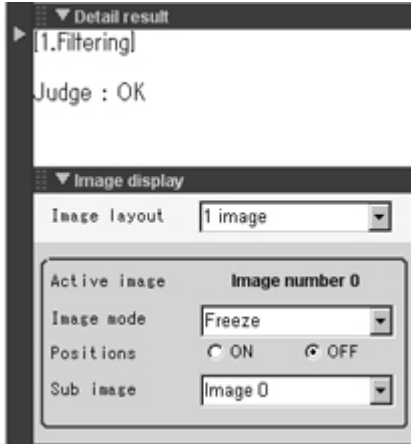 Detail result
[1.Filtering]
Judge : OK
Image display
Image layout 1 image
Active image Image number 0
Image mode Freeze
Positions ON OFF
Sub image Image 0